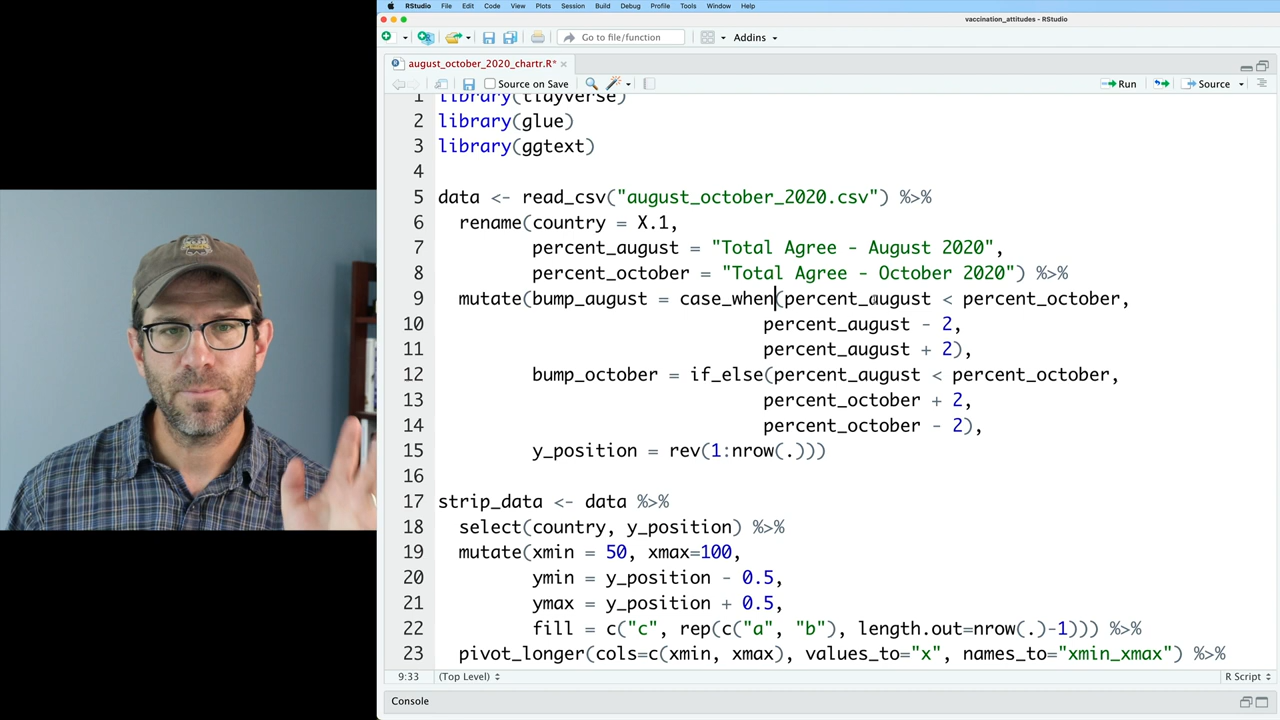 RStudio File Edit Code View Plots Session Build Debug Profile Tools Window Help
vaccination_attitudes - RStudio
Go to file/function Addins
august_october_2020_chartr.R*
Source on Save Run Source
1 library(tidyverse)
2 library(glue)
3 library(ggtext)
4
5 data <- read_csv("august_october_2020.csv") %>%
6 rename(country = X.1,
7 percent_august = "Total Agree - August 2020",
8 percent_october = "Total Agree - October 2020") %>%
9 mutate(bump_august = case_when(percent_august < percent_october,
10 percent_august - 2,
11 percent_august + 2),
12 bump_october = if_else(percent_august < percent_october,
13 percent_october + 2,
14 percent_october - 2),
15 y_position = rev(1:nrow(.)))
16
17 strip_data <- data %>%
18 select(country, y_position) %>%
19 mutate(xmin = 50, xmax=100,
20 ymin = y_position - 0.5,
21 ymax = y_position + 0.5,
22 fill = c("c", rep(c("a", "b"), length.out=nrow(.)-1))) %>%
23 pivot_longer(cols=c(xmin, xmax), values_to="x", names_to="xmin_xmax") %>%
9:33 (Top Level) R Script
Console